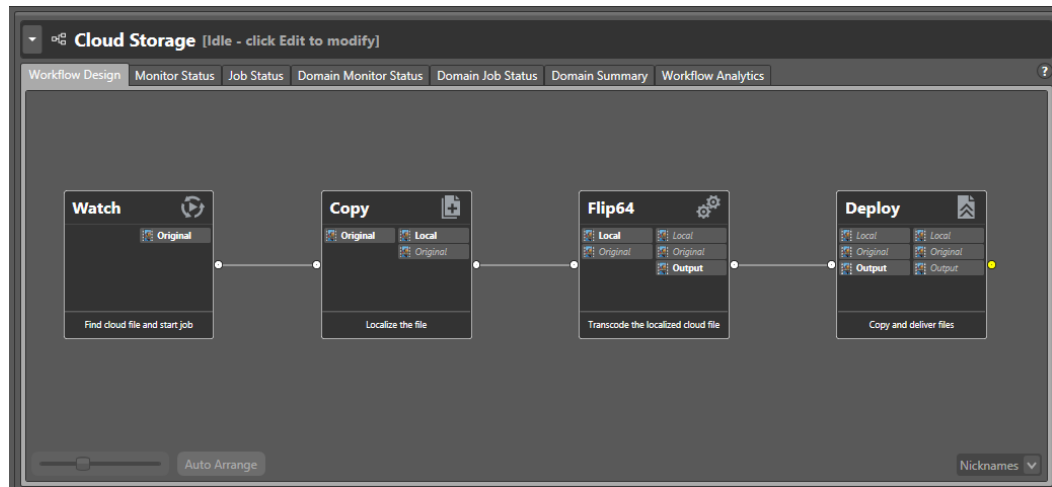 Cloud Storage [Idle - click Edit to modify]
Workflow Design Monitor Status Job Status Domain Monitor Status Domain Job Status Domain Summary Workflow Analytics ?
Watch
Original
Find cloud file and start job
Copy
Original Local
Original
Localize the file
Flip64
Local Local
Original Original
Output
Transcode the localized cloud file
Deploy
Local Local
Original Original
Output Output
Copy and deliver files
Auto Arrange
Nicknames